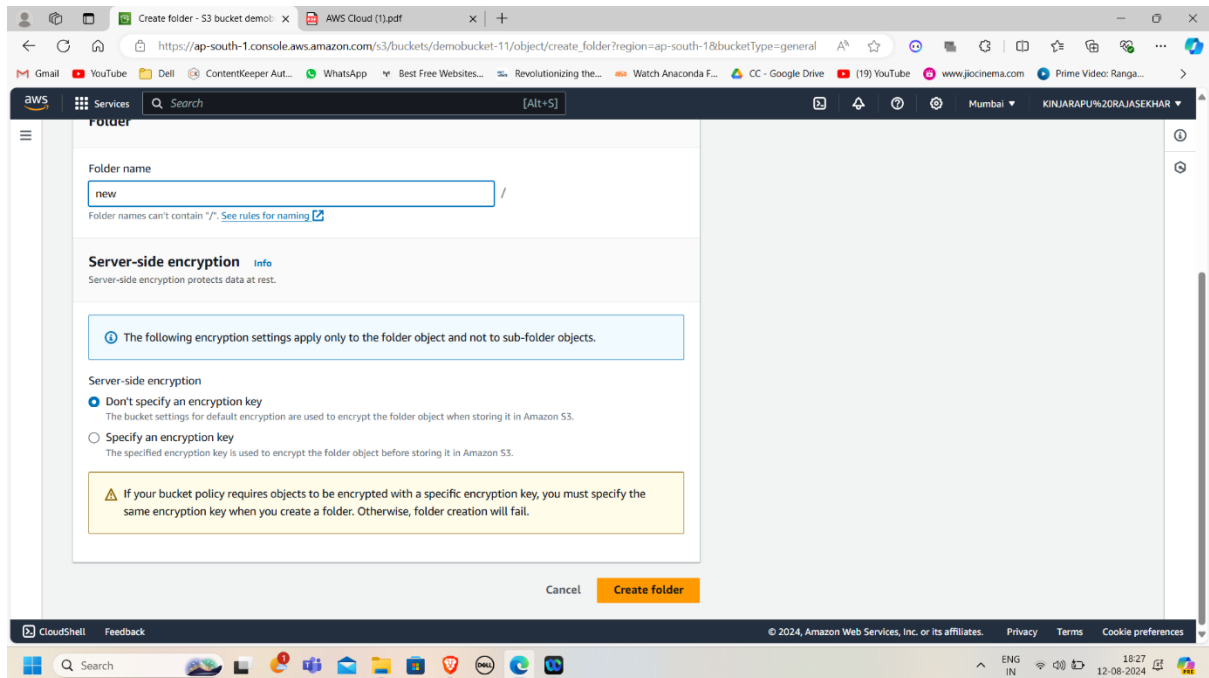 Create folder - S3 bucket demob
AWS Cloud (1).pdf
https://ap-south-1.console.aws.amazon.com/s3/buckets/demobucket-11/object/create_folder?region=ap-south-1&bucketType=general
Gmail YouTube Dell ContentKeeper Aut... WhatsApp Best Free Websites... Revolutionizing the... Watch Anaconda F... CC - Google Drive (19) YouTube www.jiocinema.com Prime Video: Ranga...
aws Services Search [Alt+S] Mumbai KINJARAPU%20RAJASEKHAR
Folder
Folder name
new /
Folder names can't contain "/". See rules for naming
Server-side encryption Info
Server-side encryption protects data at rest.
The following encryption settings apply only to the folder object and not to sub-folder objects.
Server-side encryption
Don't specify an encryption key
The bucket settings for default encryption are used to encrypt the folder object when storing it in Amazon S3.
Specify an encryption key
The specified encryption key is used to encrypt the folder object before storing it in Amazon S3.
If your bucket policy requires objects to be encrypted with a specific encryption key, you must specify the
same encryption key when you create a folder. Otherwise, folder creation will fail.
Cancel Create folder
CloudShell Feedback © 2024, Amazon Web Services, Inc. or its affiliates. Privacy Terms Cookie preferences
Search DELL ENG 18:27
IN 12-08-2024 PRE